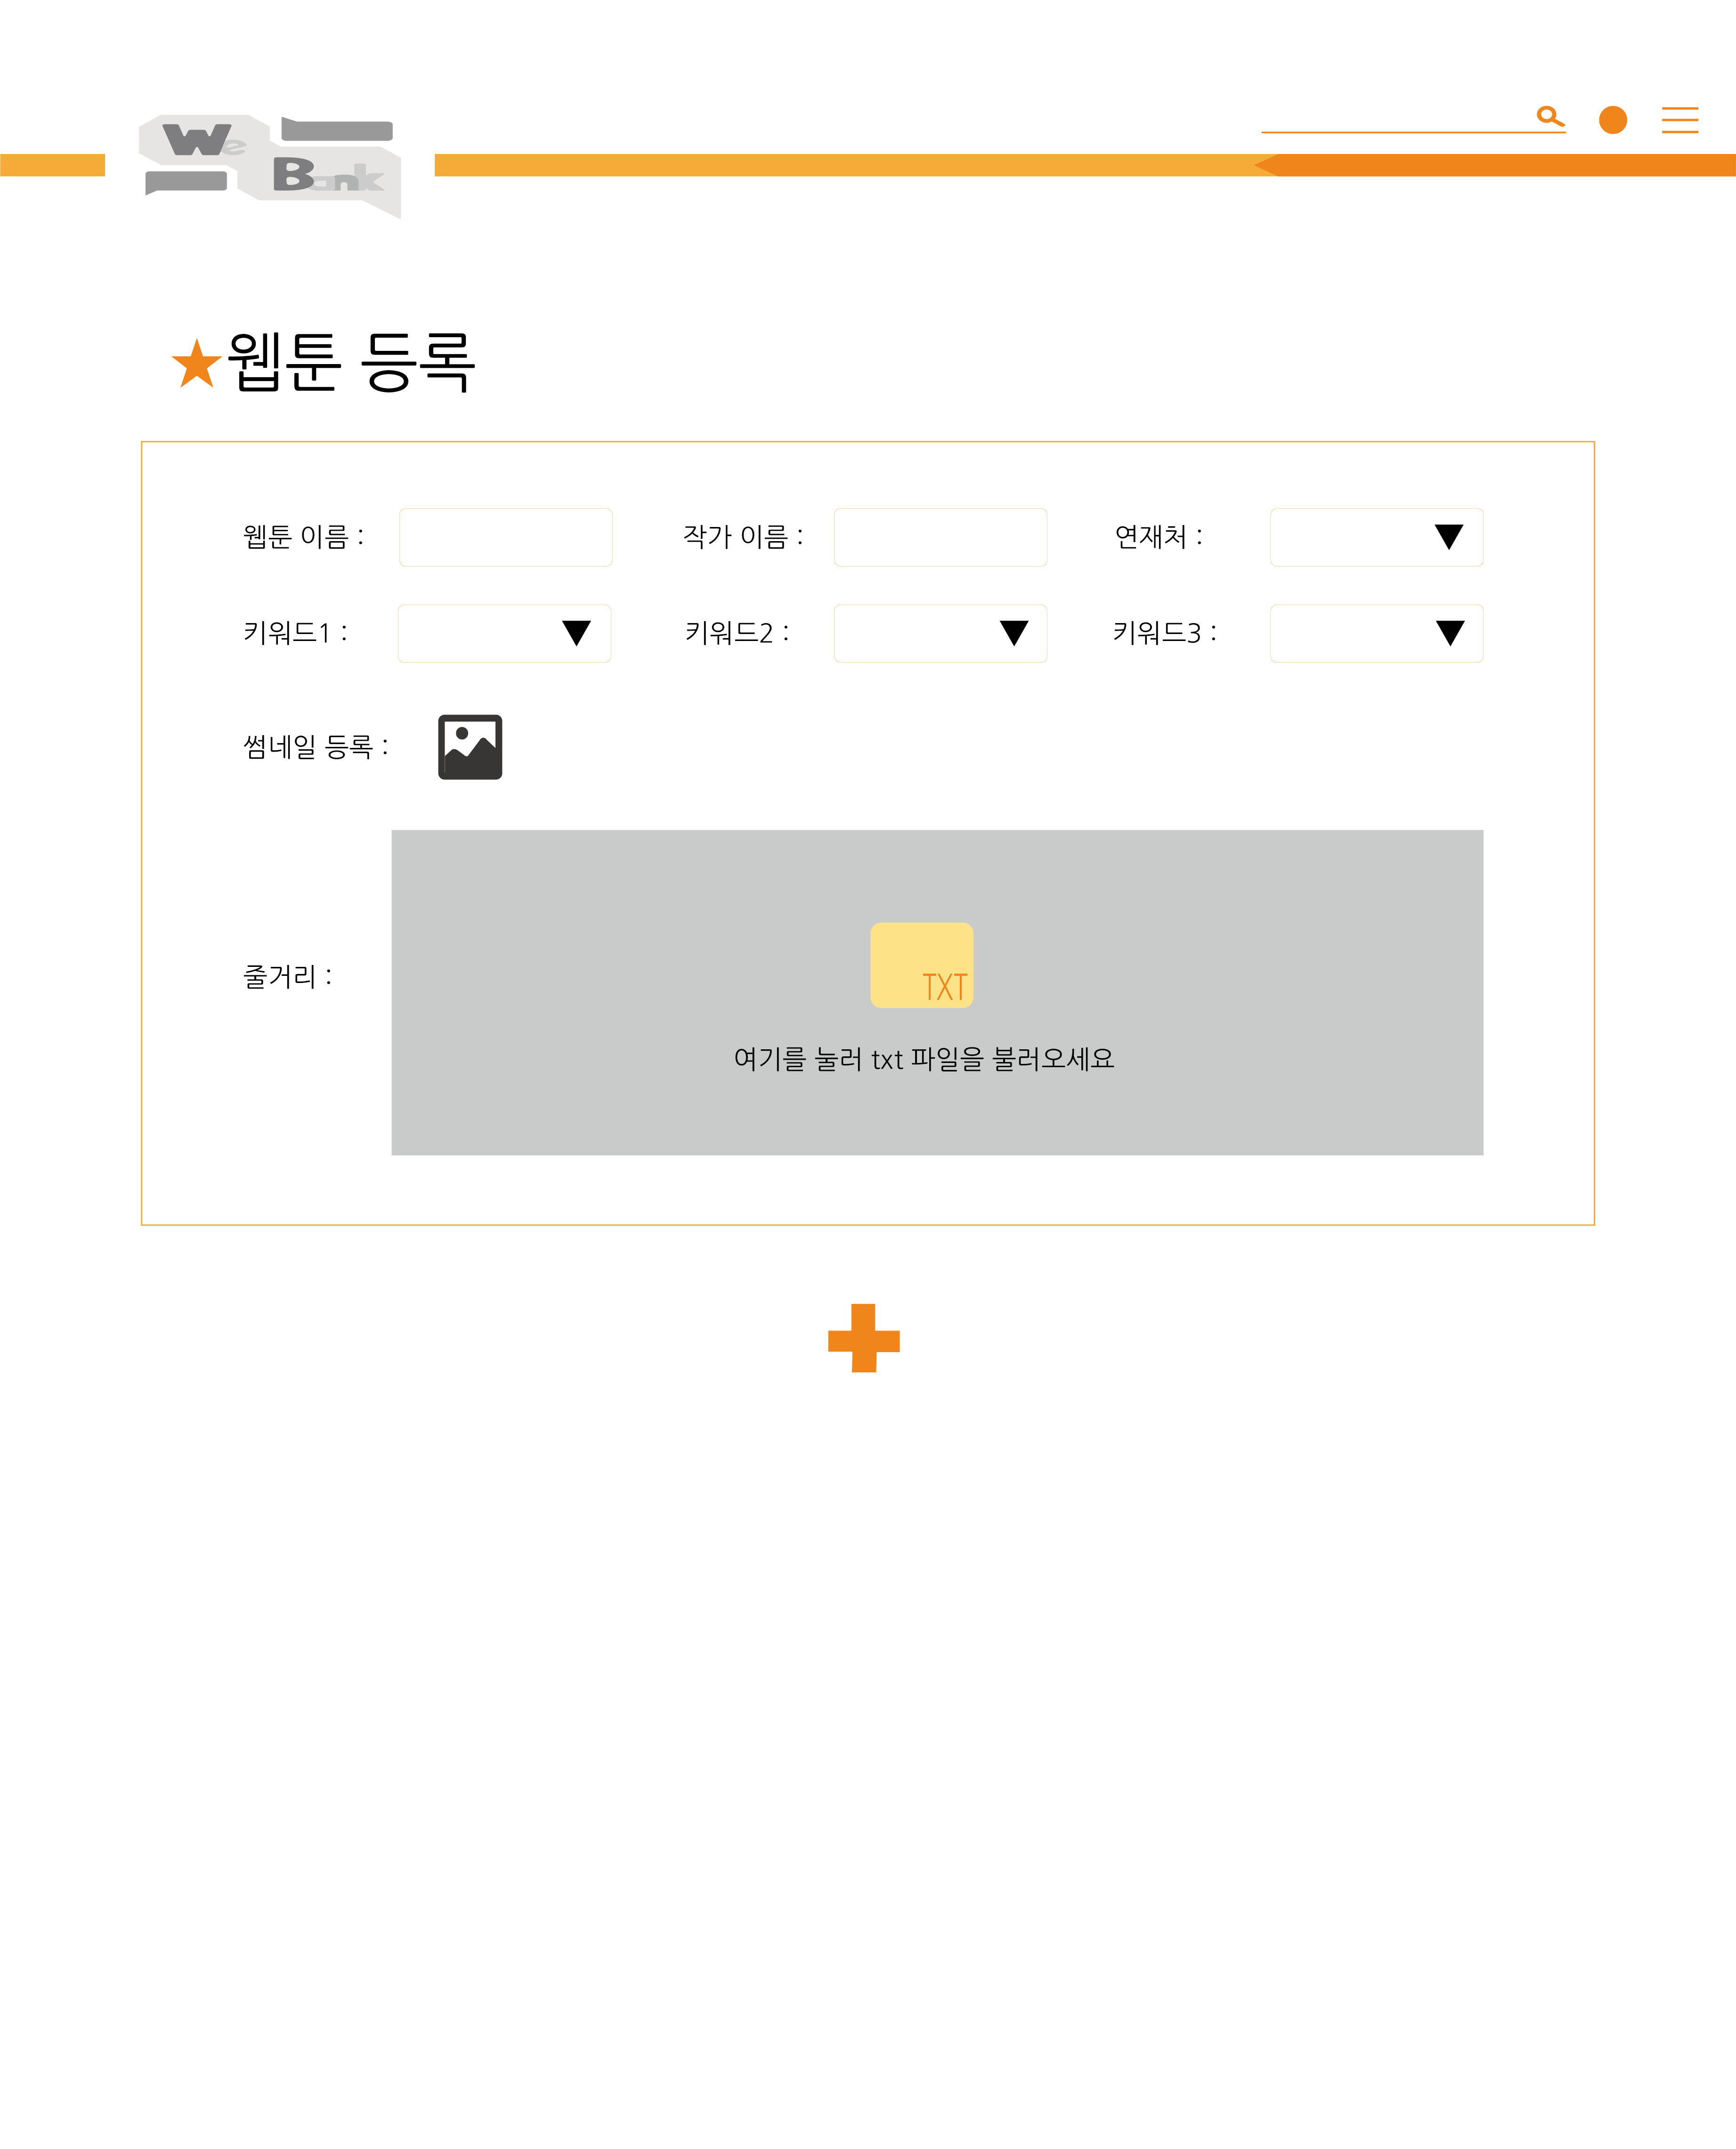 We
Bank
★웹툰 등록
웹툰 이름 :
작가 이름 :
연재처 :
키워드1 :
키워드2 :
키워드3 :
썸네일 등록 :
줄거리 :
TXT
여기를 눌러 txt 파일을 불러오세요